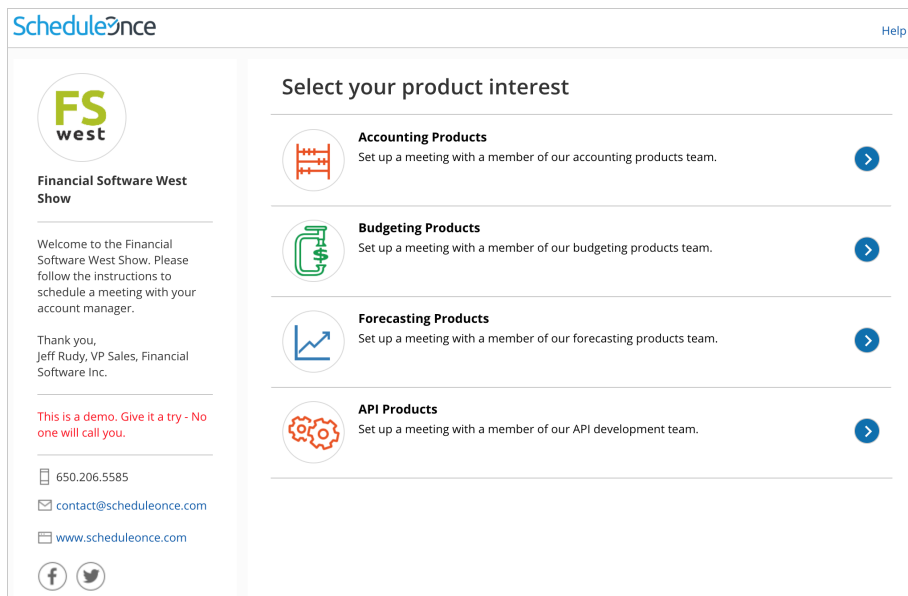 ScheduleOnce
Help
FS
west
Financial Software West
Show
Welcome to the Financial
Software West Show. Please
follow the instructions to
schedule a meeting with your
account manager.
Thank you,
Jeff Rudy, VP Sales, Financial
Software Inc.
This is a demo. Give it a try - No
one will call you.
650.206.5585
contact@scheduleonce.com
www.scheduleonce.com
Select your product interest
Accounting Products
Set up a meeting with a member of our accounting products team.
Budgeting Products
Set up a meeting with a member of our budgeting products team.
Forecasting Products
Set up a meeting with a member of our forecasting products team.
API Products
Set up a meeting with a member of our API development team.